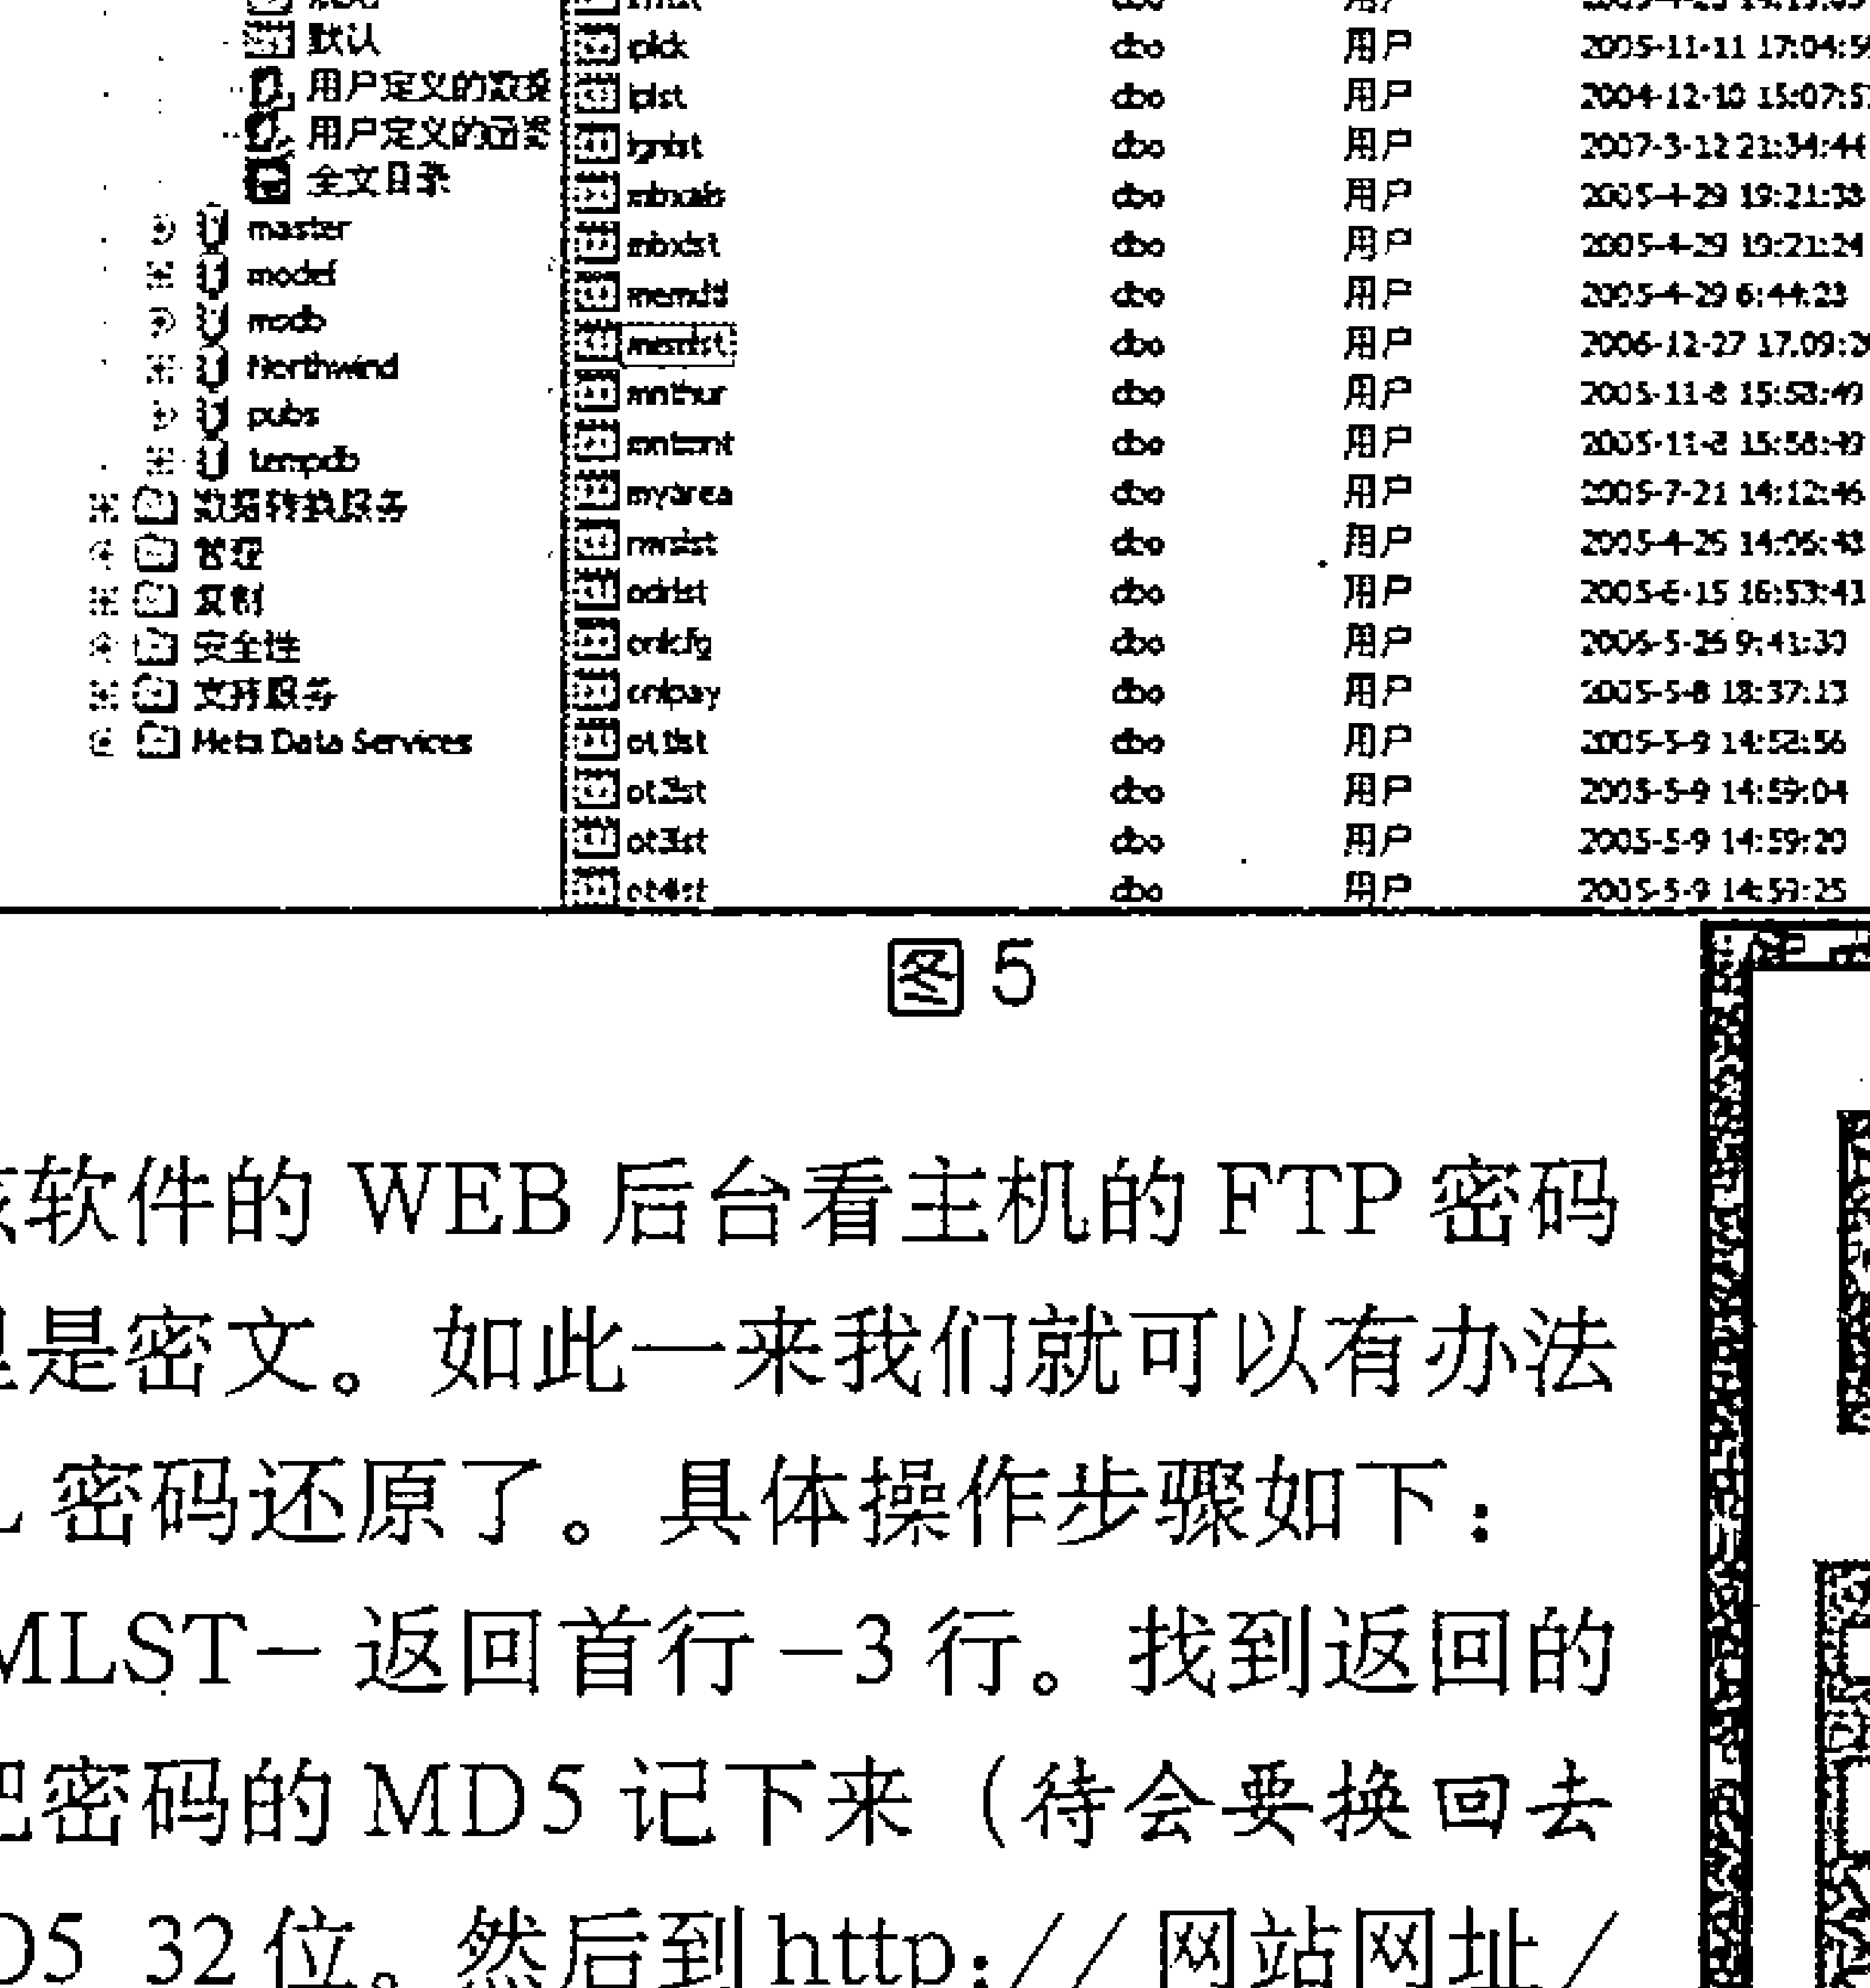 默认
用户定义的数据
用户定义的函数
全文目录
master
model
msdb
Northwind
pubs
tempdb
数据转换服务
管理
复制
安全性
支持服务
Meta Data Services
dbo 用户 2005-11-11 17:04:5
dbo 用户 2004-12-10 15:07:5
dbo 用户 2007-3-12 21:34:44
dbo 用户 2005-4-29 19:21:38
mbxlst dbo 用户 2005-4-29 19:21:24
memdtl dbo 用户 2005-4-29 6:44:23
memlst dbo 用户 2006-12-27 17:09:2
dbo 用户 2005-11-8 15:58:49
dbo 用户 2005-11-8 15:58:49
myarea dbo 用户 2005-7-21 14:12:46
nwslst dbo 用户 2005-4-25 14:06:43
odrlst dbo 用户 2005-6-15 16:53:41
onlcfg dbo 用户 2006-5-26 9:41:30
onlpay dbo 用户 2005-5-8 18:37:13
ot1lst dbo 用户 2005-5-9 14:58:56
ot2lst dbo 用户 2005-5-9 14:59:04
ot3lst dbo 用户 2005-5-9 14:59:20
ot4lst dbo 用户 2005-5-9 14:59:25
图 5
该软件的 WEB 后台看主机的 FTP 密码
里是密文。如此一来我们就可以有办法
L 密码还原了。具体操作步骤如下：
MLST- 返回首行 -3 行。找到返回的
把密码的 MD5 记下来（待会要换回去
D5 32 位。然后到 http：// 网站网址/